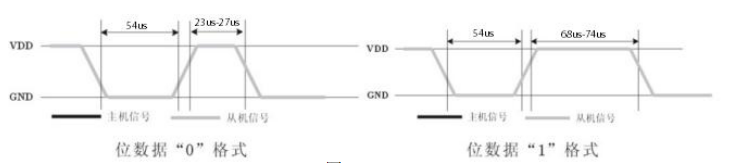 54us 23us-27us
VDD
GND
主机信号 从机信号
位数据“0”格式
54us 68us-74us
VDD
GND
主机信号 从机信号
位数据“1”格式